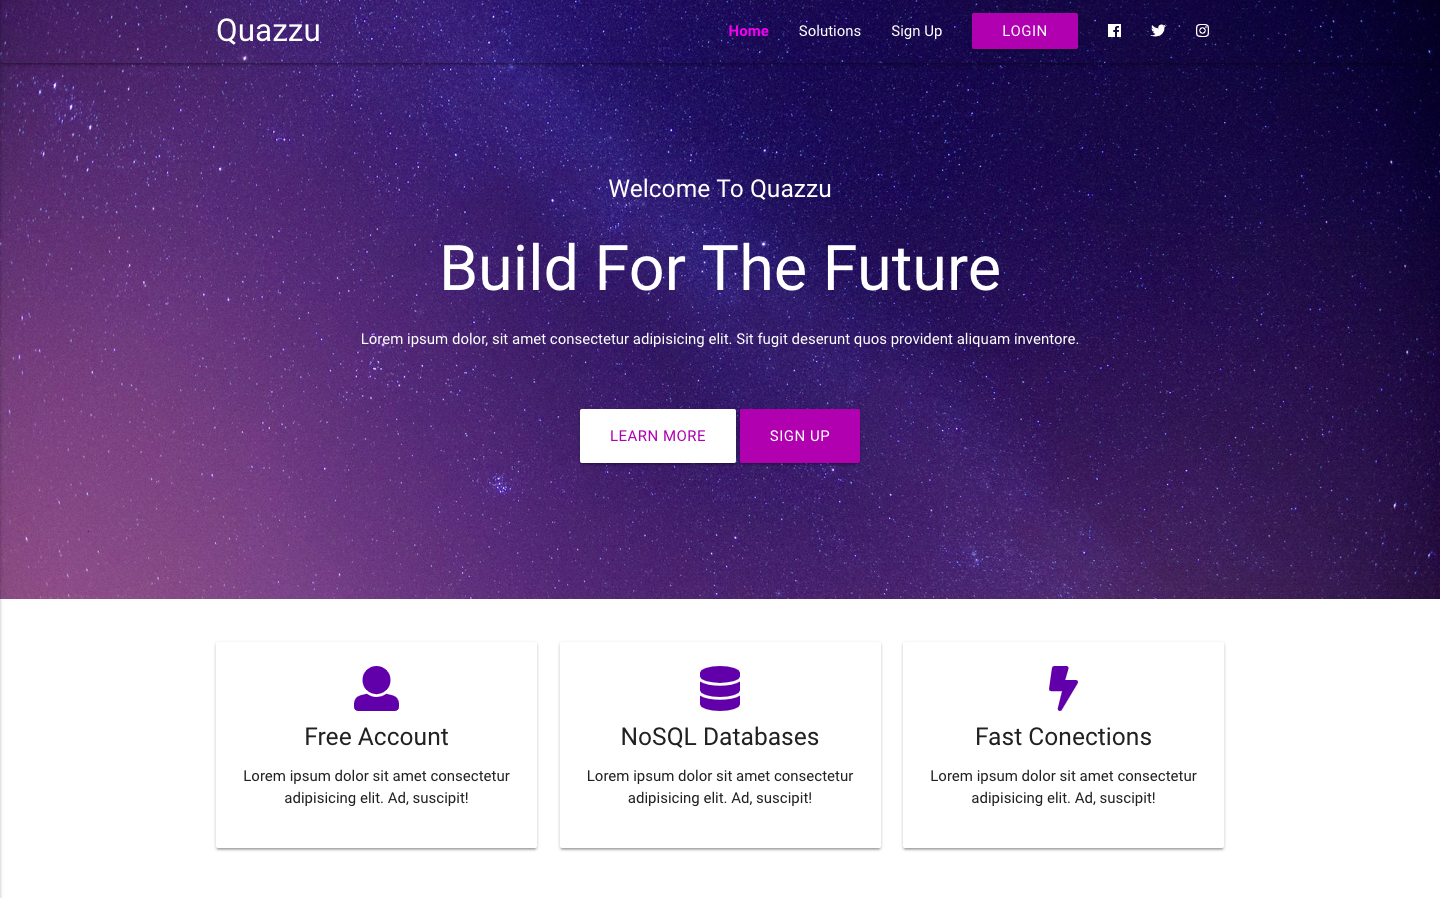 Quazzu
Home
Solutions
Sign Up
LOGIN
Welcome To Quazzu
Build For The Future
Lorem ipsum dolor, sit amet consectetur adipisicing elit. Sit fugit deserunt quos provident aliquam inventore.
LEARN MORE
SIGN UP
Free Account
Lorem ipsum dolor sit amet consectetur
adipisicing elit. Ad, suscipit!
NoSQL Databases
Lorem ipsum dolor sit amet consectetur
adipisicing elit. Ad, suscipit!
Fast Conections
Lorem ipsum dolor sit amet consectetur
adipisicing elit. Ad, suscipit!